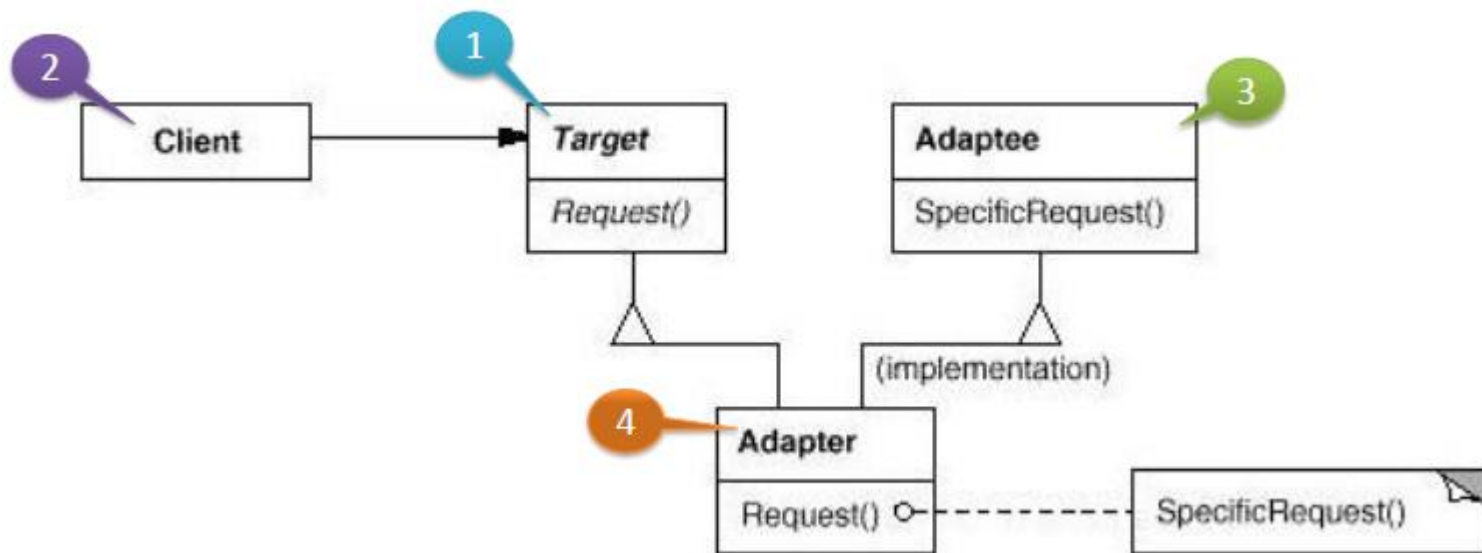 2
1
3
Client
Target
Adaptee
Request()
SpecificRequest()
(implementation)
4
Adapter
Request()
SpecificRequest()